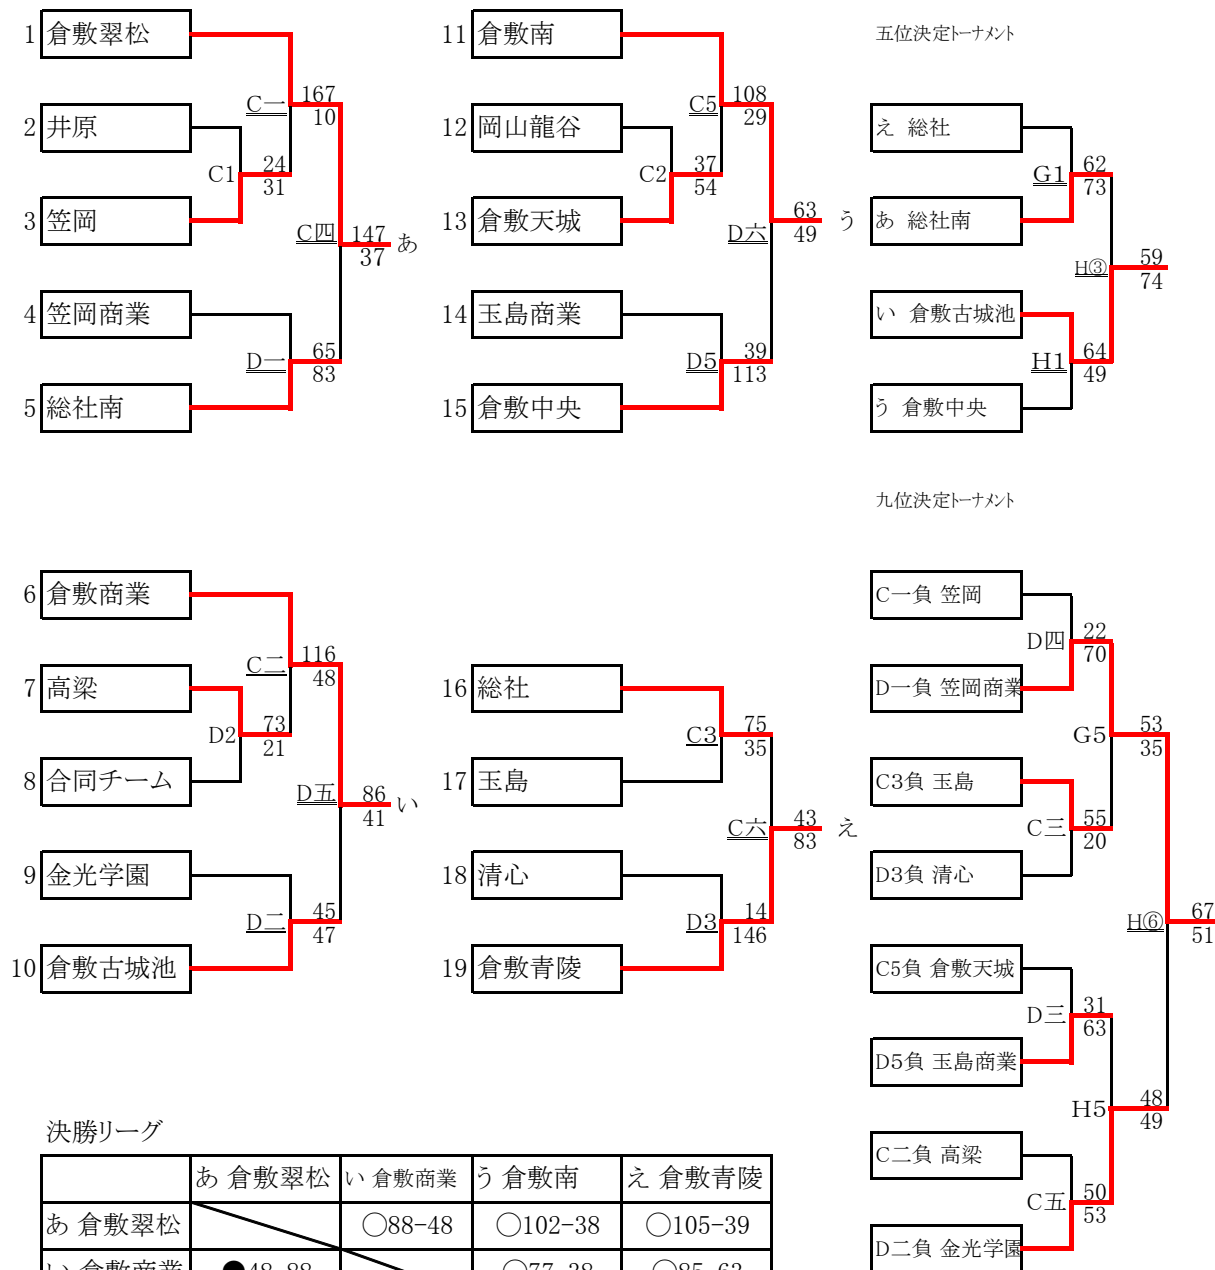 1 倉敷翠松
C一
167
10
2 井原
C1
24
31
3 笠岡
C四
147
37
あ
4 笠岡商業
D一
65
83
5 総社南
6 倉敷商業
C二
116
48
7 高梁
D2
73
21
8 合同チーム
D五
86
41
い
9 金光学園
D二
45
47
10 倉敷古城池
11 倉敷南
C5
108
29
12 岡山龍谷
C2
37
54
13 倉敷天城
D六
63
49
う
14 玉島商業
D5
39
113
15 倉敷中央
16 総社
C3
75
35
17 玉島
C六
43
83
え
18 清心
D3
14
146
19 倉敷青陵
五位決定トーナメント
え 総社
G1
62
73
あ 総社南
H③
59
74
い 倉敷古城池
H1
64
49
う 倉敷中央
九位決定トーナメント
C一負 笠岡
D四
22
70
D一負 笠岡商業
G5
53
35
C3負 玉島
C三
55
20
D3負 清心
H⑥
67
51
C5負 倉敷天城
D三
31
63
D5負 玉島商業
H5
48
49
C二負 高梁
C五
50
53
D二負 金光学園
決勝リーグ
あ 倉敷翠松 い 倉敷商業 う 倉敷南 え 倉敷青陵
あ 倉敷翠松 ○88-48 ○102-38 ○105-39
い 倉敷商業 ●48-88 ○77-38 ○85-63